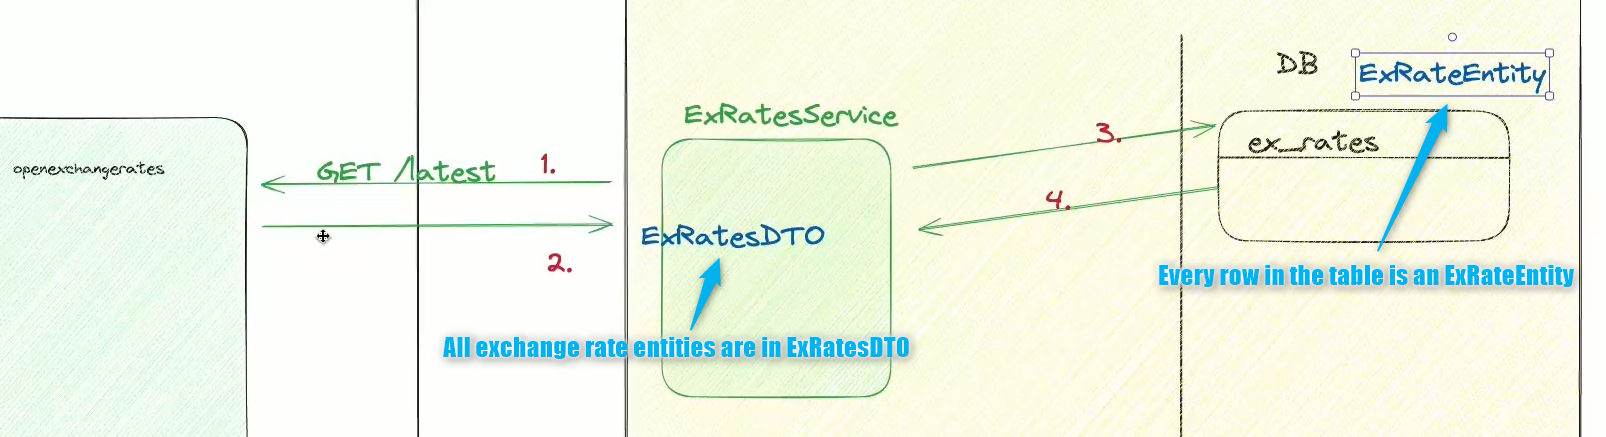 DB
ExRateEntity
ExRatesService
3.
ex_rates
openexchangerates
GET /latest
1.
4.
ExRatesDTO
2.
Every row in the table is an ExRateEntity
All exchange rate entities are in ExRatesDTO